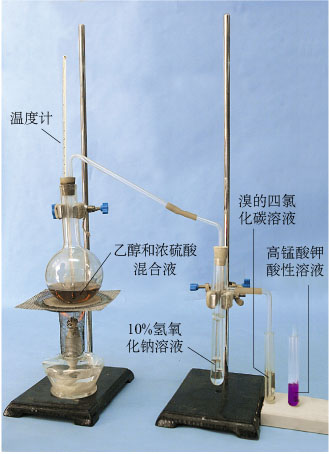 温度计
溴的四氯
化碳溶液
高锰酸钾
酸性溶液
乙醇和浓硫酸
混合液
10%氢氧
化钠溶液